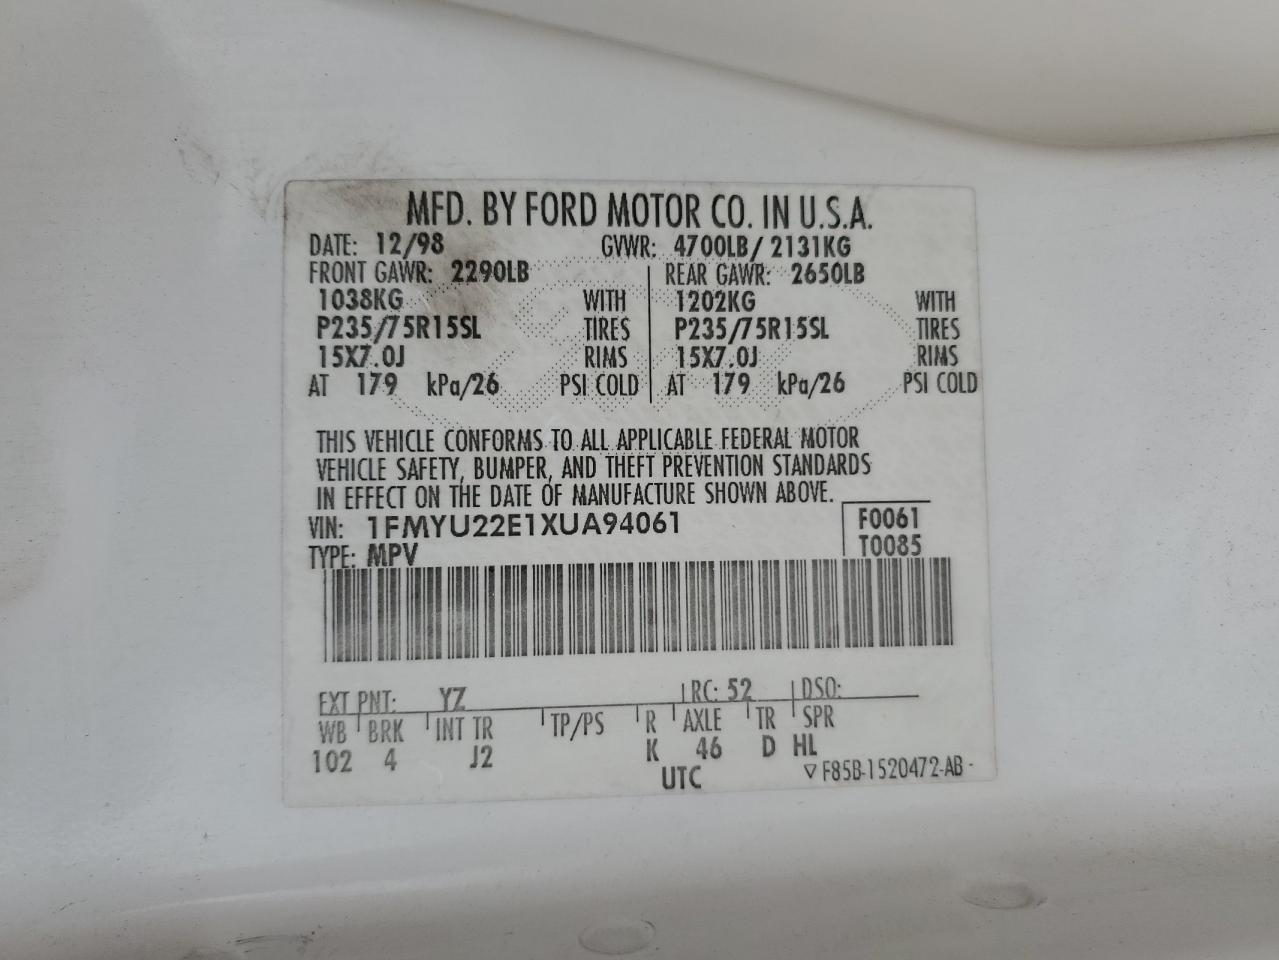 MFD. BY FORD MOTOR CO. IN U.S.A.
DATE: 12/98 GVWR: 4700LB/ 2131KG
FRONT GAWR: 2290LB REAR GAWR: 2650LB
1038KG WITH 1202KG WITH
P235/75R15SL TIRES P235/75R15SL TIRES
15X7.0J RIMS 15X7.0J RIMS
AT 179 kPa/26 PSI COLD AT 179 kPa/26 PSI COLD
THIS VEHICLE CONFORMS TO ALL APPLICABLE FEDERAL MOTOR
VEHICLE SAFETY, BUMPER, AND THEFT PREVENTION STANDARDS
IN EFFECT ON THE DATE OF MANUFACTURE SHOWN ABOVE.
VIN: 1FMYU22E1XUA94061 F0061
TYPE: MPV T0085
EXT PNT: YZ RC: 52 DSO:
WB BRK INT TR TP/PS R AXLE TR SPR
102 4 J2 K 46 D HL
UTC F85B-1520472-AB